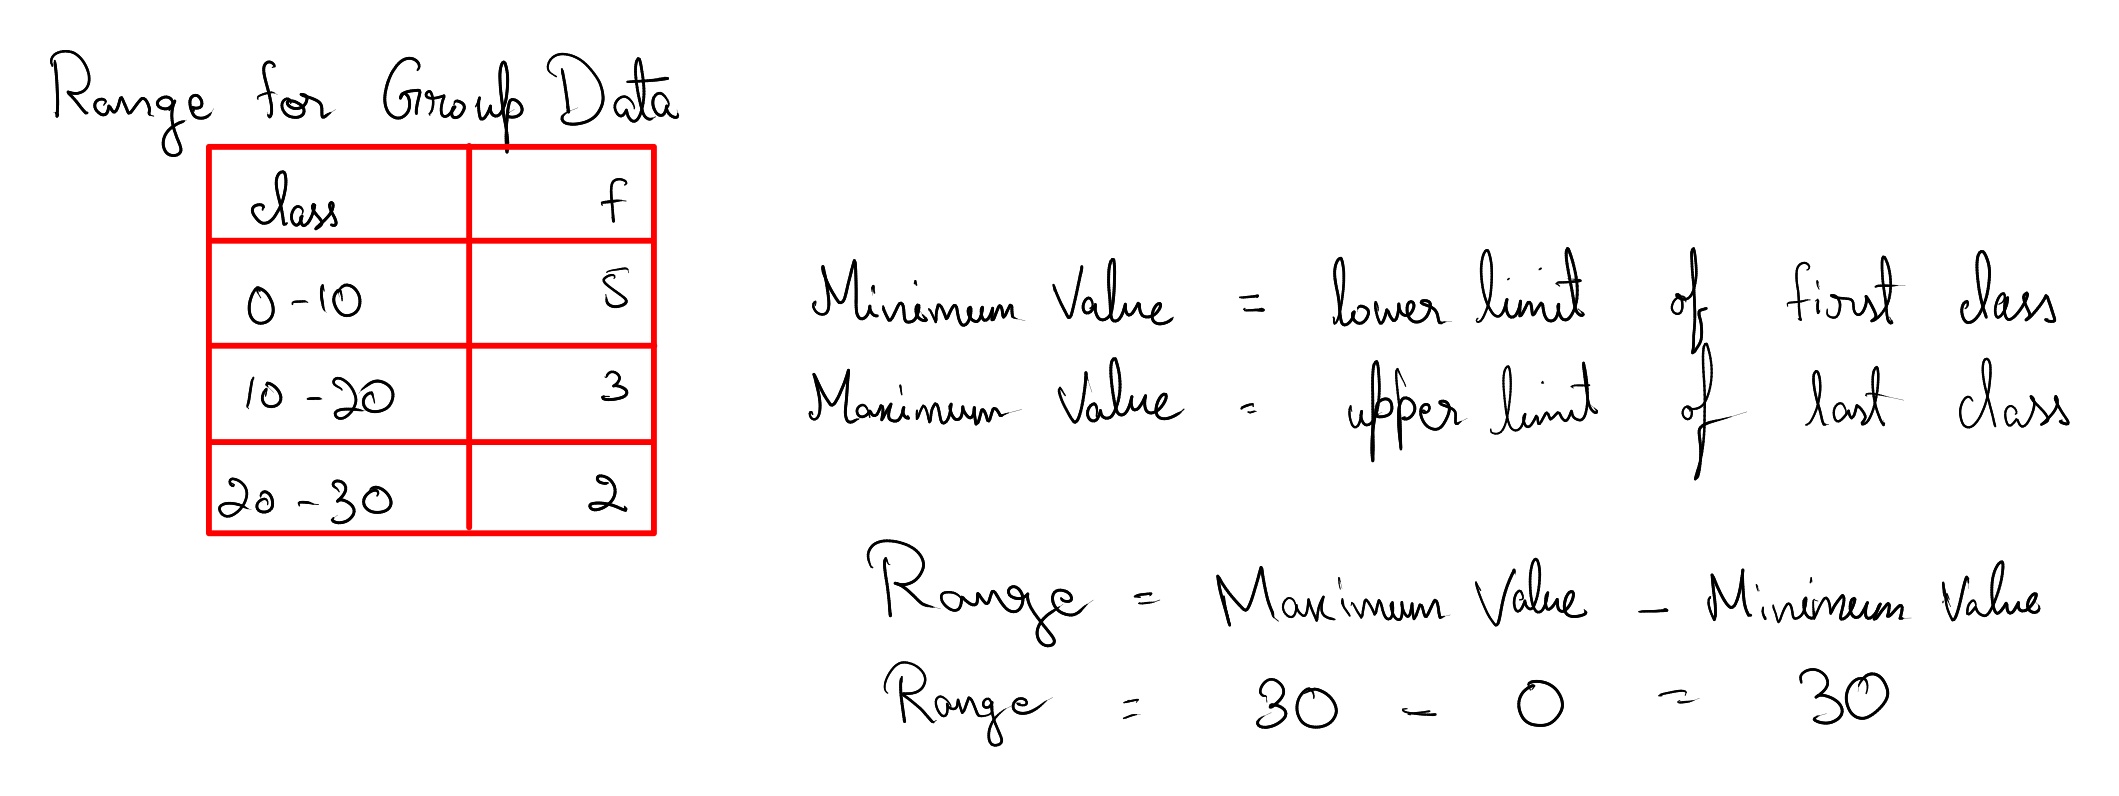 Range for Group Data
class f
0-10 5
10-20 3
20-30 2
Minimum Value = lower limit of first class
Maximum Value = upper limit of last class
Range = Maximum Value - Minimum Value
Range = 30 - 0 = 30